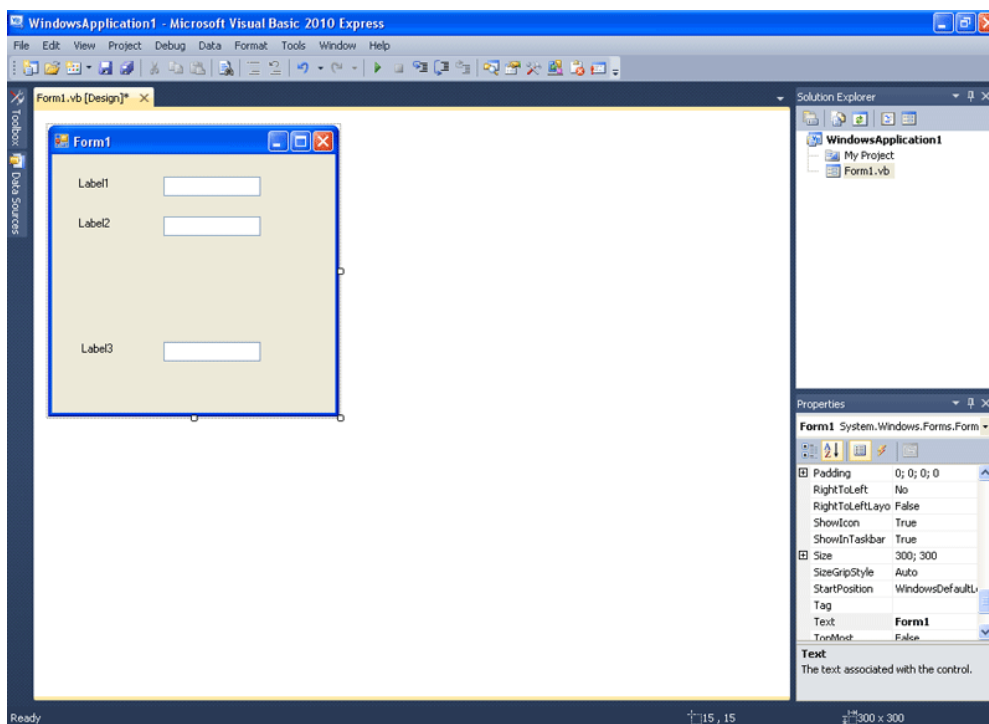 WindowsApplication1 - Microsoft Visual Basic 2010 Express
File Edit View Project Debug Data Format Tools Window Help
Toolbox
Data Sources
Form1.vb [Design]*
Form1
Label1
Label2
Label3
Solution Explorer
WindowsApplication1
My Project
Form1.vb
Properties
Form1 System.Windows.Forms.Form
Padding 0; 0; 0; 0
RightToLeft No
RightToLeftLayo False
ShowIcon True
ShowInTaskbar True
Size 300; 300
SizeGripStyle Auto
StartPosition WindowsDefaultL
Tag
Text Form1
TopMost False
Text
The text associated with the control.
Ready 15 , 15 300 x 300